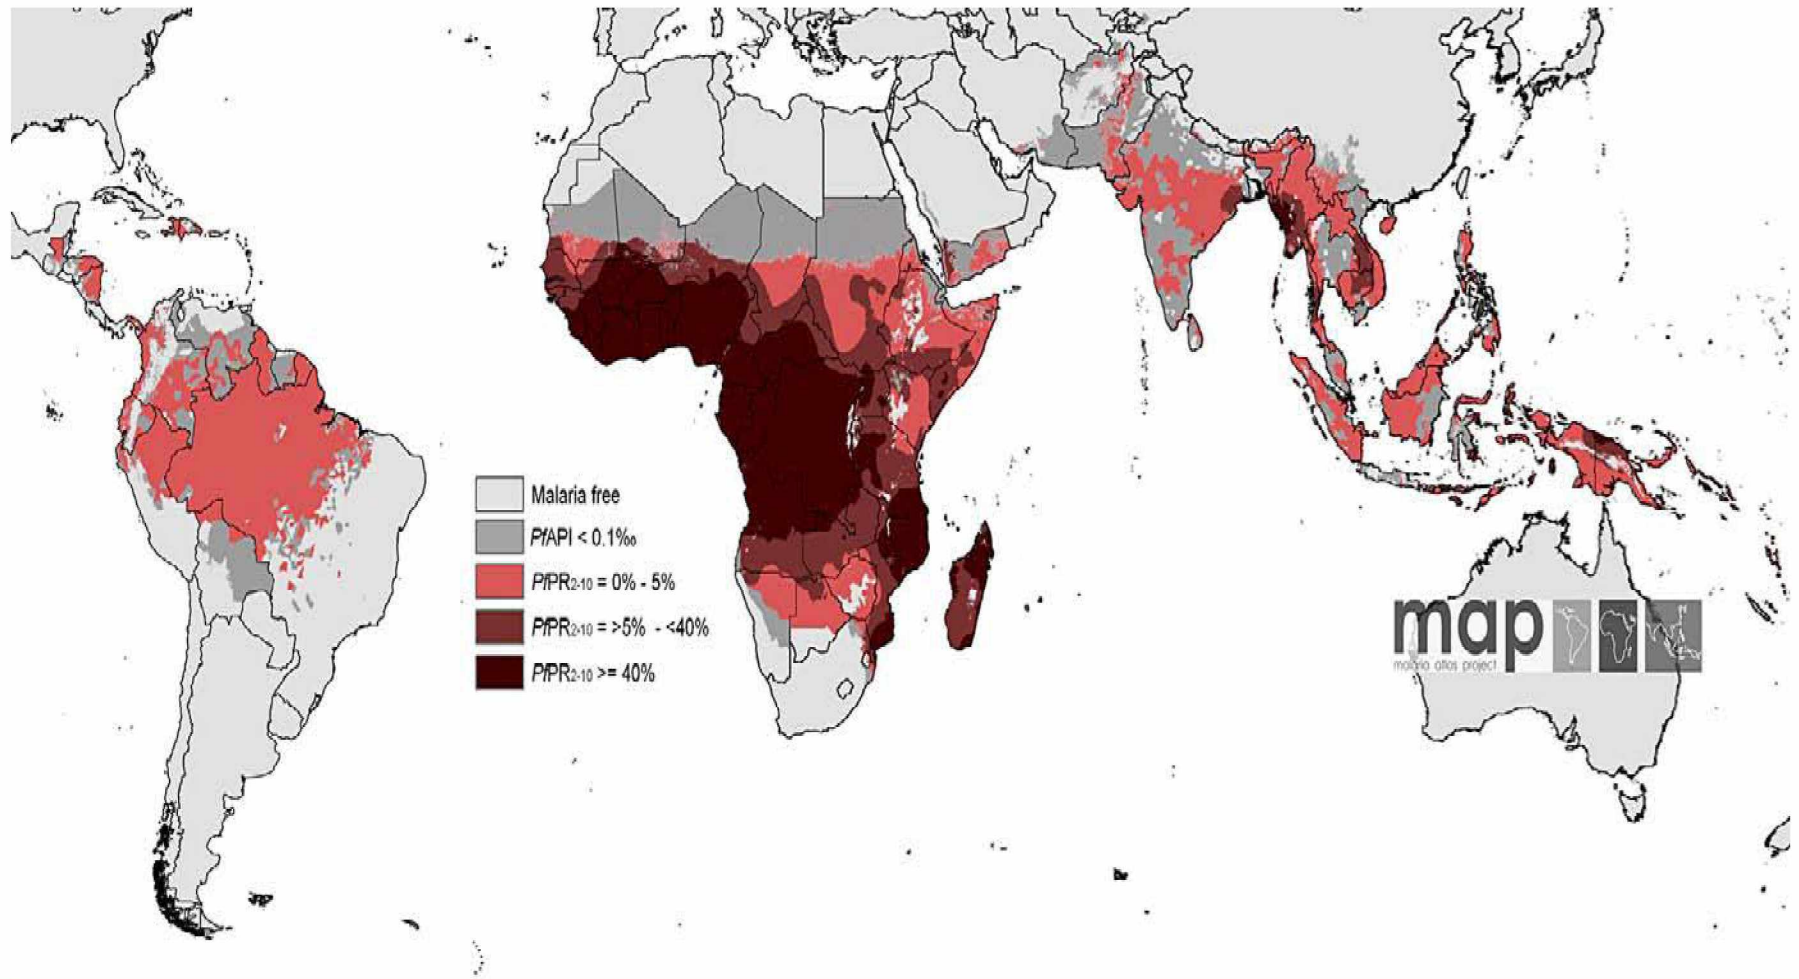 Malaria free
PfAPI < 0.1‰
PfPR2-10 = 0% - 5%
PfPR2-10 = >5% - <40%
PfPR2-10 >= 40%
map
malaria atlas project